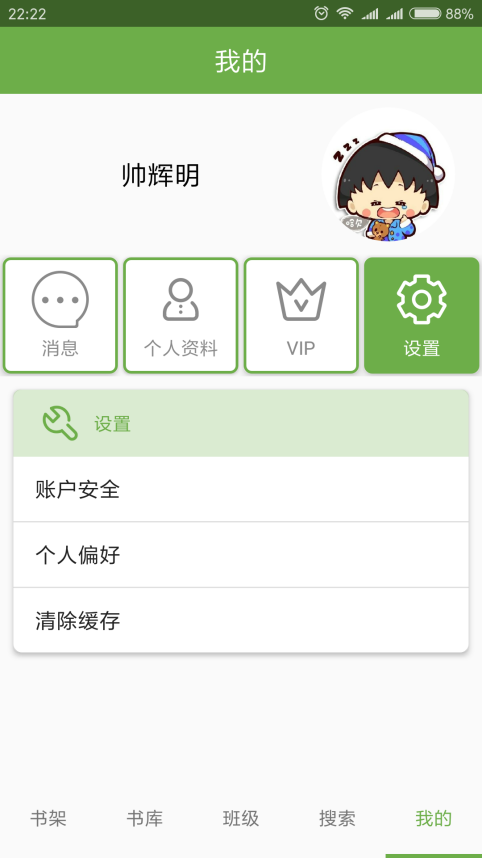 22:22
88%
我的
帅辉明
zzz
消息
个人资料
VIP
设置
设置
账户安全
个人偏好
清除缓存
书架
书库
班级
搜索
我的